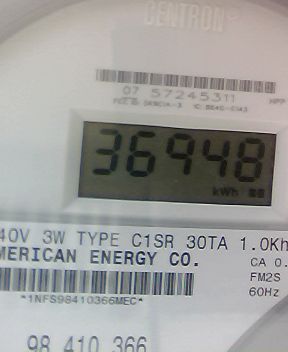 CENTRON
07 57245311
36948
kWh
40V 3W TYPE C1SR 30TA 1.0Kh
MERICAN ENERGY CO.
CA 0.
FM2S
60Hz
*1NFS98410366MEC*
98 410 366